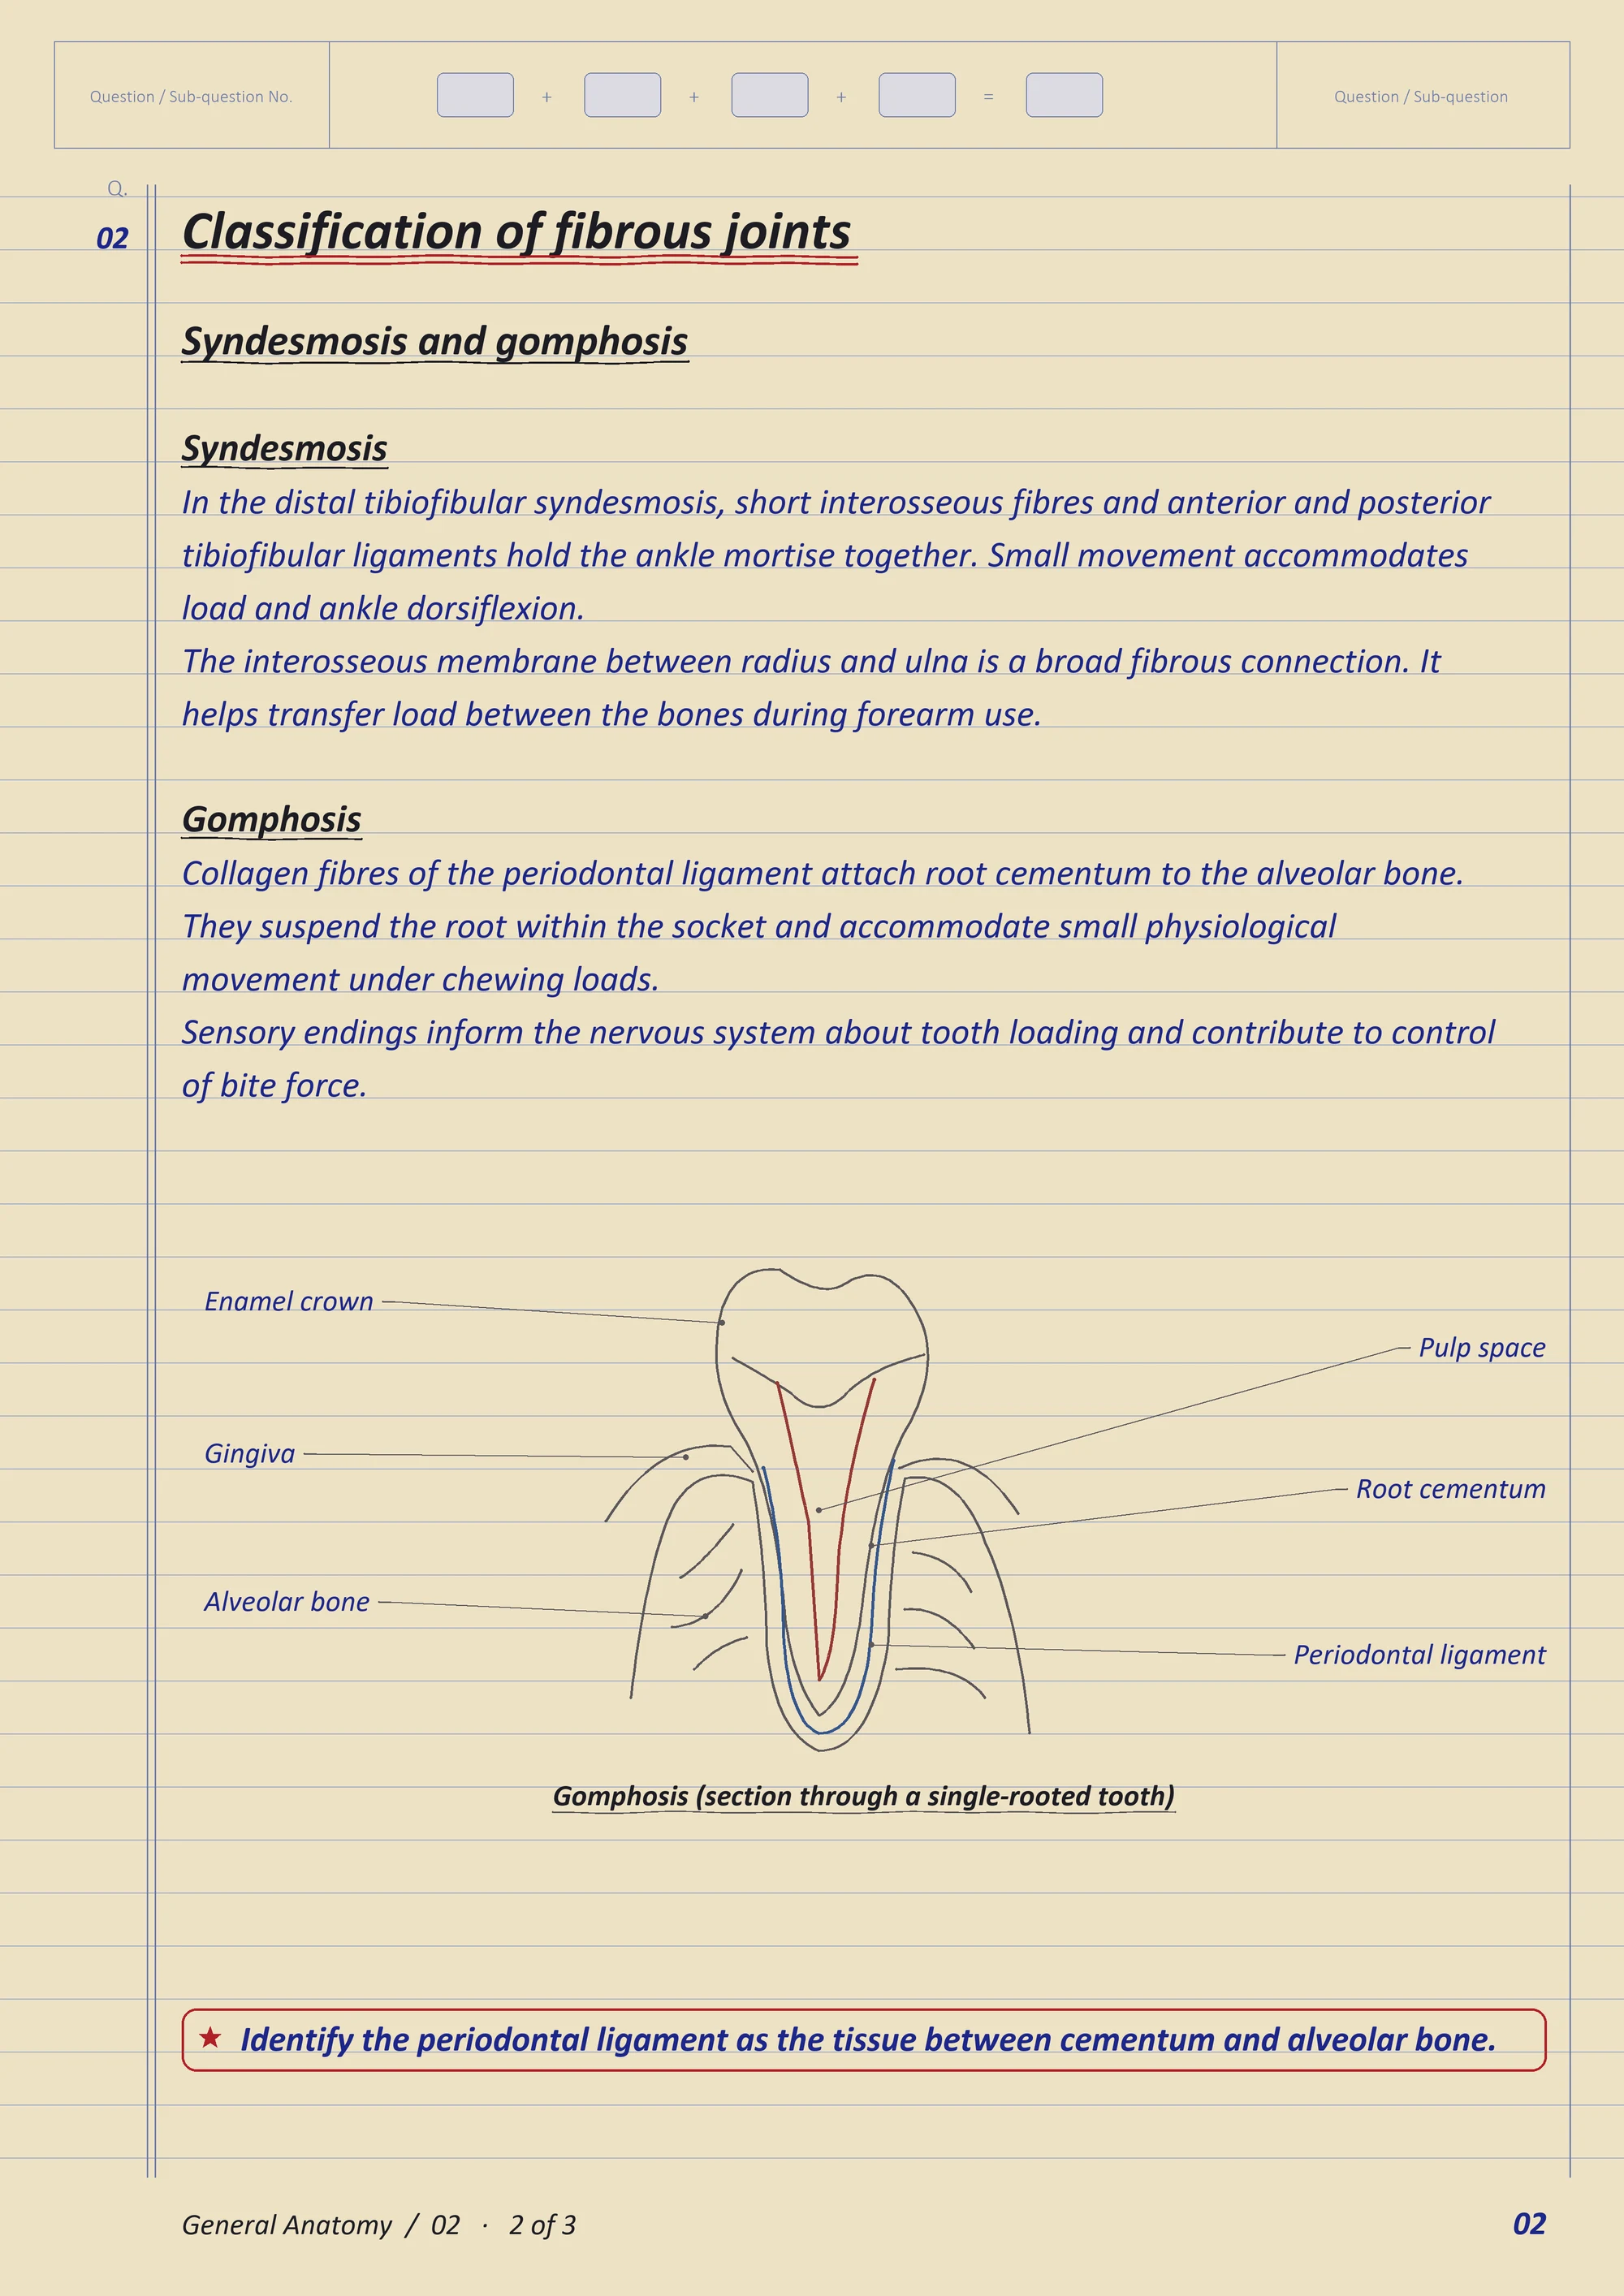 Question / Sub-question No.
+ + + =
Question / Sub-question
Q.
02
Classification of fibrous joints
Syndesmosis and gomphosis
Syndesmosis
In the distal tibiofibular syndesmosis, short interosseous fibres and anterior and posterior
tibiofibular ligaments hold the ankle mortise together. Small movement accommodates
load and ankle dorsiflexion.
The interosseous membrane between radius and ulna is a broad fibrous connection. It
helps transfer load between the bones during forearm use.
Gomphosis
Collagen fibres of the periodontal ligament attach root cementum to the alveolar bone.
They suspend the root within the socket and accommodate small physiological
movement under chewing loads.
Sensory endings inform the nervous system about tooth loading and contribute to control
of bite force.
Enamel crown
Pulp space
Gingiva
Root cementum
Alveolar bone
Periodontal ligament
Gomphosis (section through a single-rooted tooth)
★ Identify the periodontal ligament as the tissue between cementum and alveolar bone.
General Anatomy / 02 · 2 of 3
02